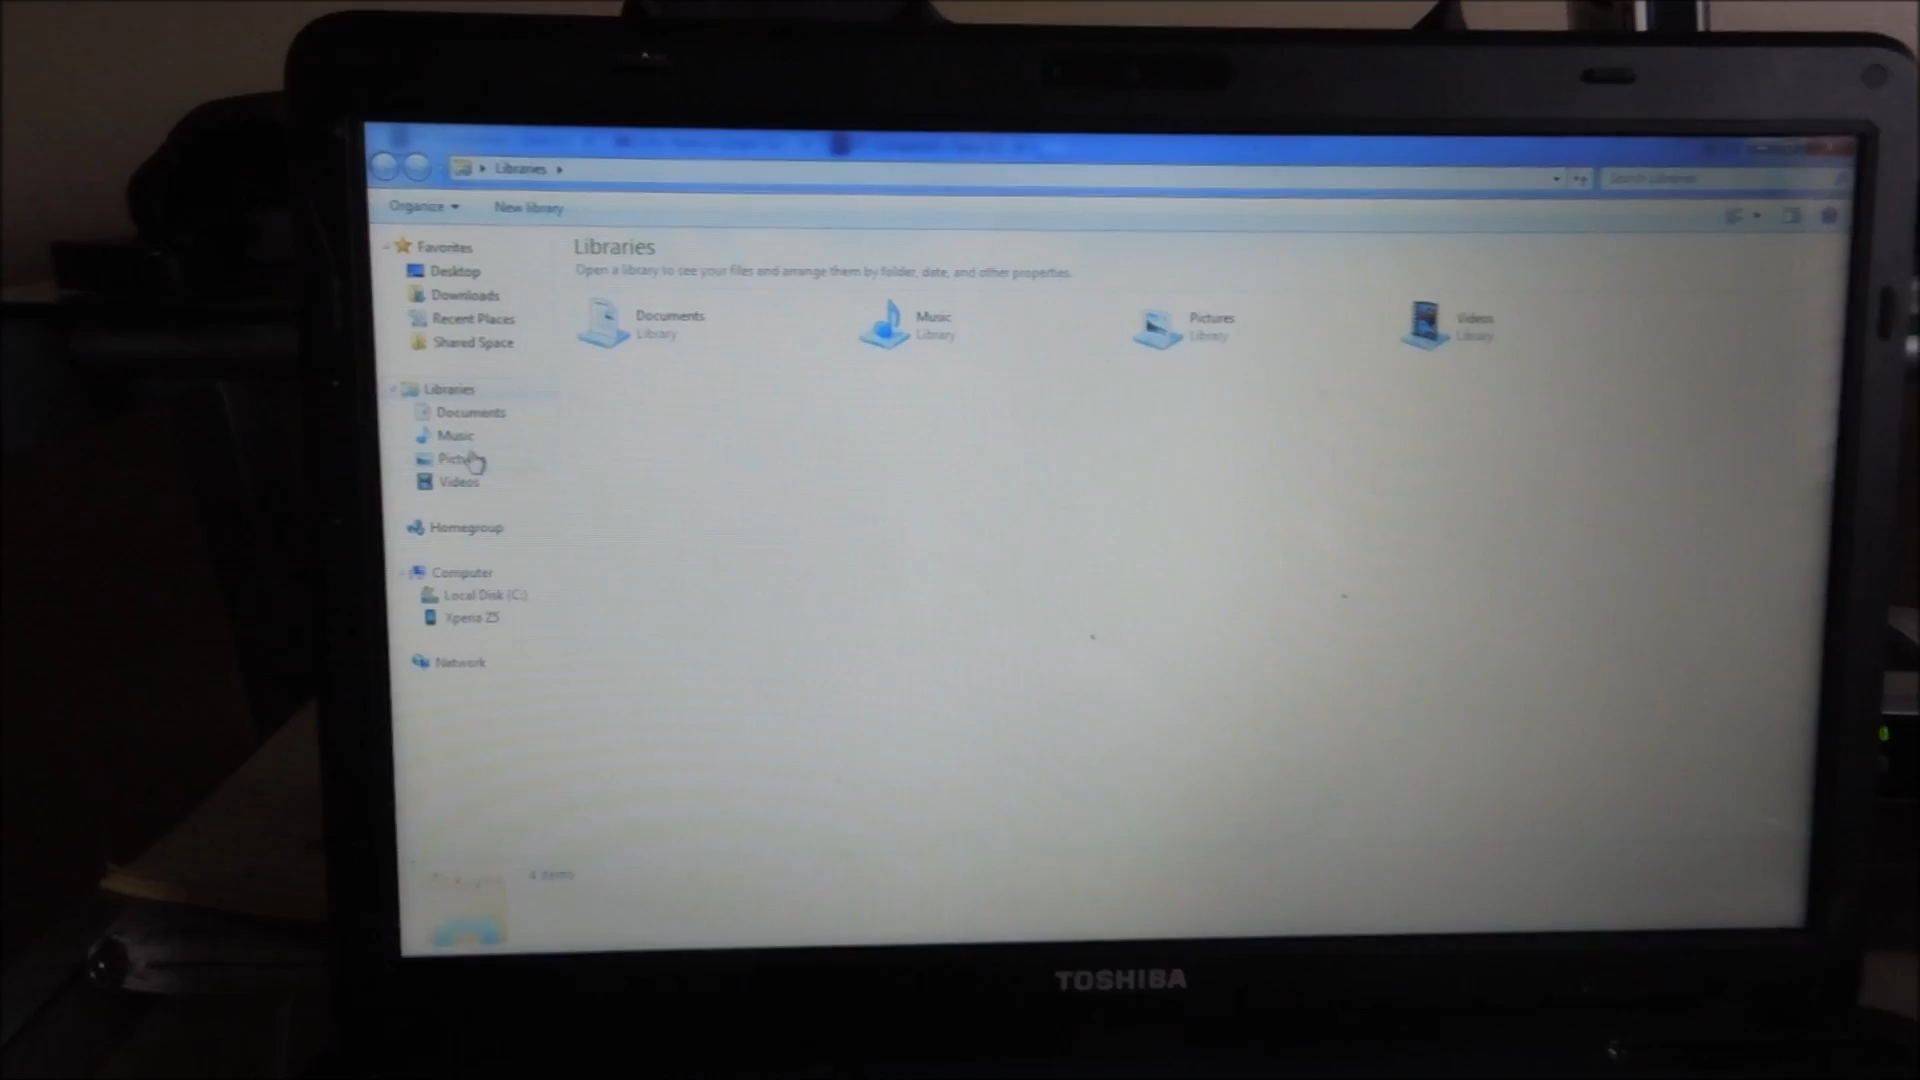 Libraries
Search Libraries
Organize
New library
Favorites
Desktop
Downloads
Recent Places
Shared Space
Libraries
Documents
Music
Videos
Homegroup
Computer
Local Disk (C:)
Xperia Z5
Network
Libraries
Open a library to see your files and arrange them by folder, date, and other properties.
Documents
Library
Music
Library
Pictures
Library
Videos
Library
4 items
TOSHIBA